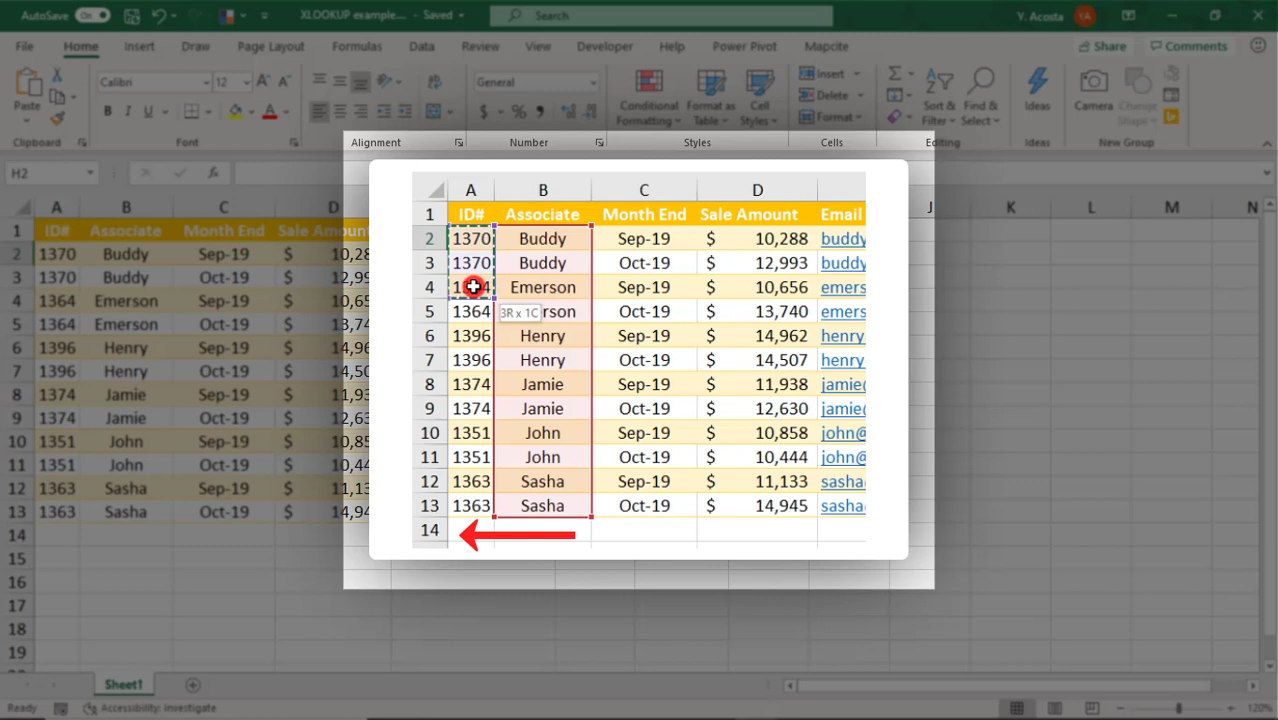 AutoSave On XLOOKUP example... - Saved Search Y. Acosta YA
File Home Insert Draw Page Layout Formulas Data Review View Developer Help Power Pivot Mapcite Share Comments
Paste Calibri 12 General Conditional Formatting Format as Table Cell Styles Insert Delete Format Sort & Filter Find & Select Ideas Camera Change Shape
Clipboard Font Alignment Number Styles Cells Ideas New Group
H2
A B C D J K L M N
1 ID# Associate Month End Sale Amount
2 1370 Buddy Sep-19 $ 10,288
3 1370 Buddy Oct-19 $ 12,99
4 1364 Emerson Sep-19 $ 10,65
5 1364 Emerson Oct-19 $ 13,74
6 1396 Henry Sep-19 $ 14,96
7 1396 Henry Oct-19 $ 14,50
8 1374 Jamie Sep-19 $ 11,93
9 1374 Jamie Oct-19 $ 12,63
10 1351 John Sep-19 $ 10,85
11 1351 John Oct-19 $ 10,44
12 1363 Sasha Sep-19 $ 11,13
13 1363 Sasha Oct-19 $ 14,94
14
15
16
17
18
19
A B C D
1 ID# Associate Month End Sale Amount Email
2 1370 Buddy Sep-19 $ 10,288 buddy
3 1370 Buddy Oct-19 $ 12,993 buddy
4 Emerson Sep-19 $ 10,656 emers
5 1364 3R x 1C rson Oct-19 $ 13,740 emers
6 1396 Henry Sep-19 $ 14,962 henry
7 1396 Henry Oct-19 $ 14,507 henry
8 1374 Jamie Sep-19 $ 11,938 jamie@
9 1374 Jamie Oct-19 $ 12,630 jamie@
10 1351 John Sep-19 $ 10,858 john@
11 1351 John Oct-19 $ 10,444 john@
12 1363 Sasha Sep-19 $ 11,133 sasha
13 1363 Sasha Oct-19 $ 14,945 sasha
14
Sheet1
Ready Accessibility: investigate 120%